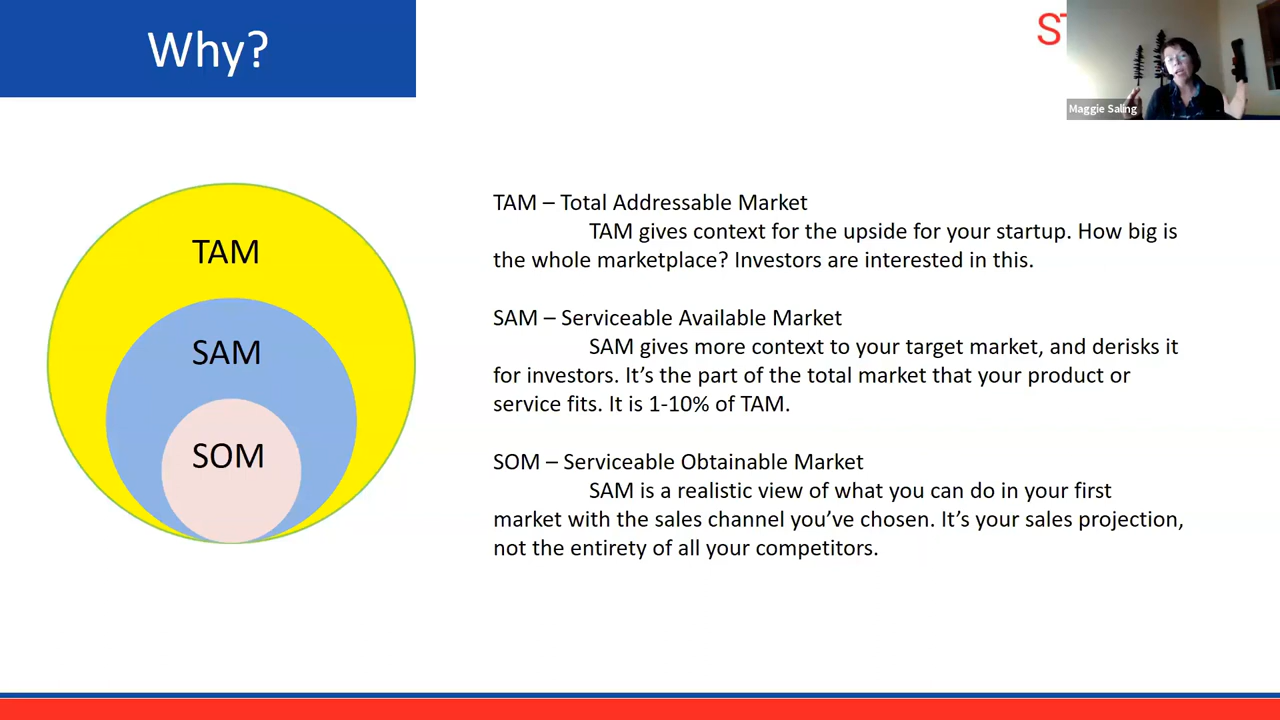 Why?
ST
Maggie Saling
TAM
SAM
SOM
TAM – Total Addressable Market
TAM gives context for the upside for your startup. How big is
the whole marketplace? Investors are interested in this.
SAM – Serviceable Available Market
SAM gives more context to your target market, and derisks it
for investors. It’s the part of the total market that your product or
service fits. It is 1-10% of TAM.
SOM – Serviceable Obtainable Market
SAM is a realistic view of what you can do in your first
market with the sales channel you’ve chosen. It’s your sales projection,
not the entirety of all your competitors.